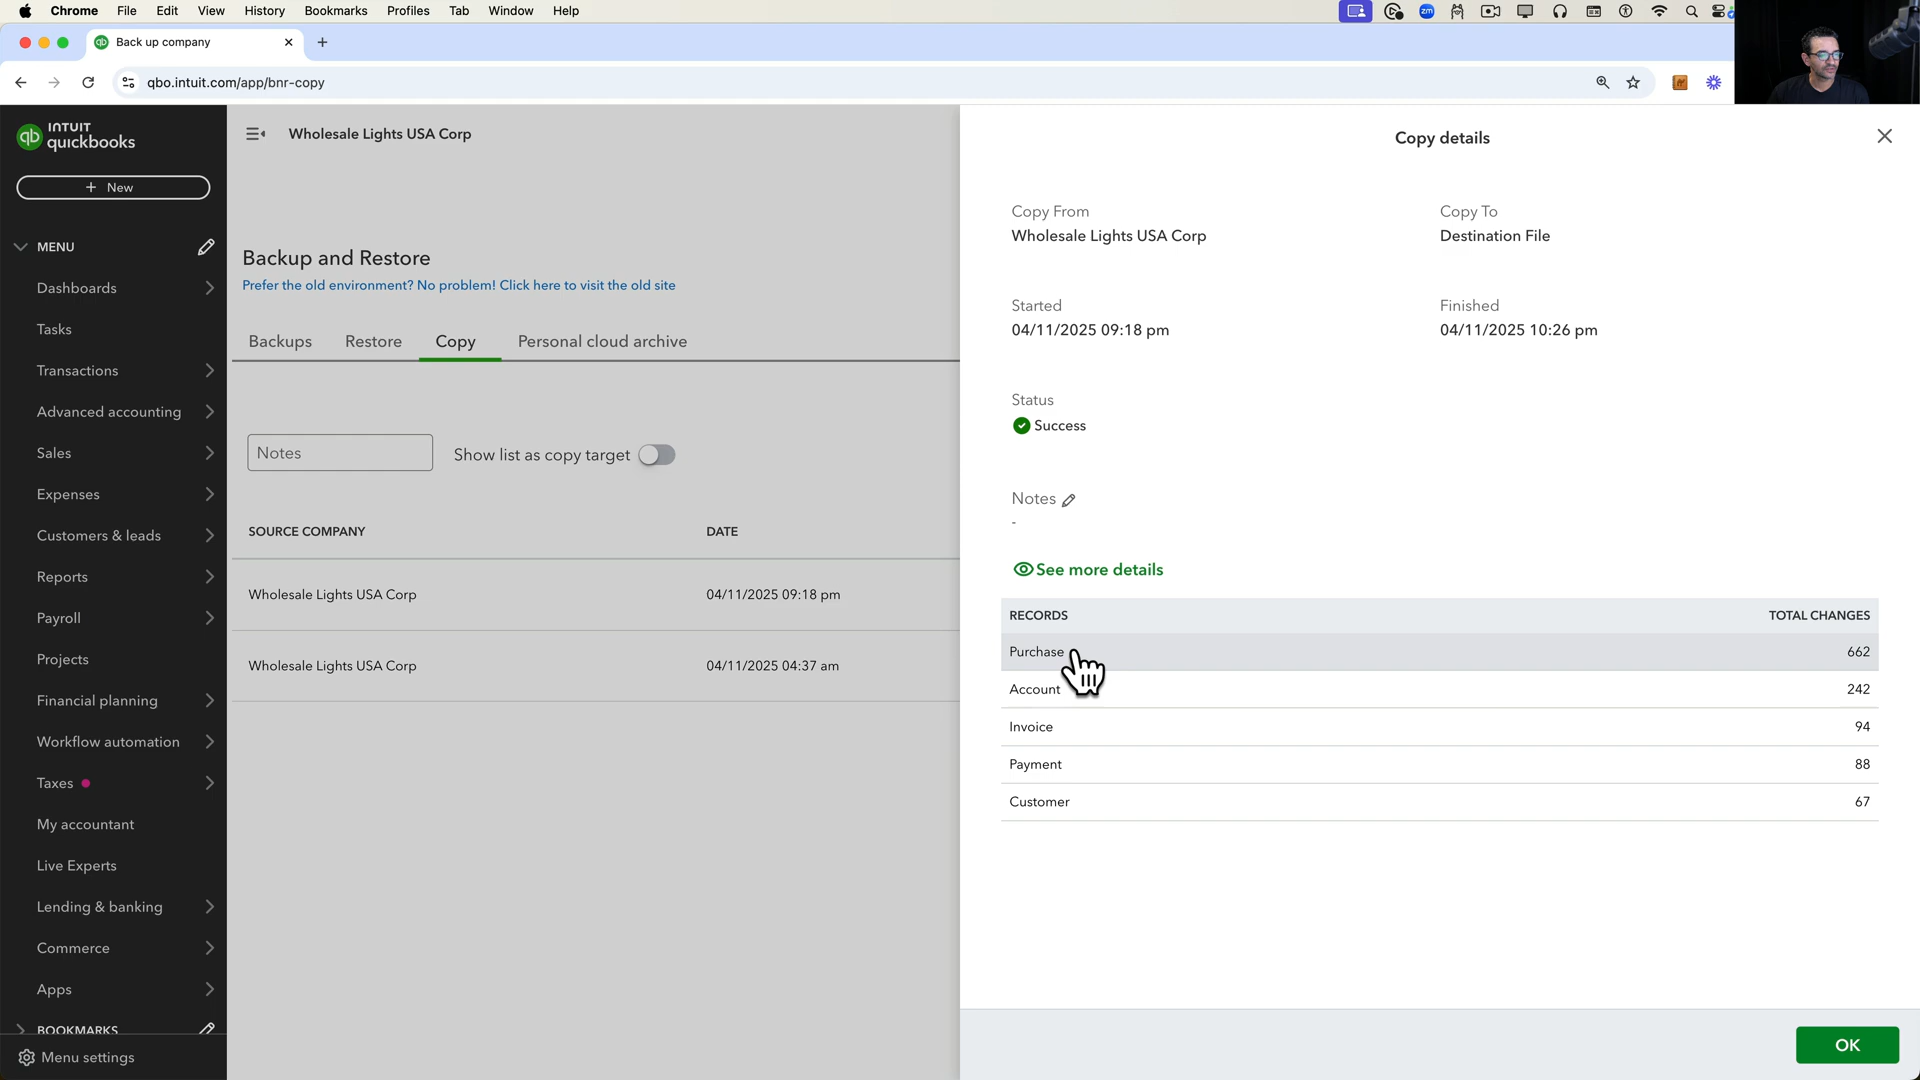 Chrome File Edit View History Bookmarks Profiles Tab Window Help
zm
qb Back up company
qbo.intuit.com/app/bnr-copy
qb INTUIT quickbooks
+ New
MENU
Dashboards
Tasks
Transactions
Advanced accounting
Sales
Expenses
Customers & leads
Reports
Payroll
Projects
Financial planning
Workflow automation
Taxes
My accountant
Live Experts
Lending & banking
Commerce
Apps
BOOKMARKS
Menu settings
Wholesale Lights USA Corp
Backup and Restore
Prefer the old environment? No problem! Click here to visit the old site
Backups Restore Copy Personal cloud archive
Notes Show list as copy target
SOURCE COMPANY DATE
Wholesale Lights USA Corp 04/11/2025 09:18 pm
Wholesale Lights USA Corp 04/11/2025 04:37 am
Copy details
Copy From Copy To
Wholesale Lights USA Corp Destination File
Started Finished
04/11/2025 09:18 pm 04/11/2025 10:26 pm
Status
Success
Notes
-
See more details
RECORDS TOTAL CHANGES
Purchase 662
Account 242
Invoice 94
Payment 88
Customer 67
OK